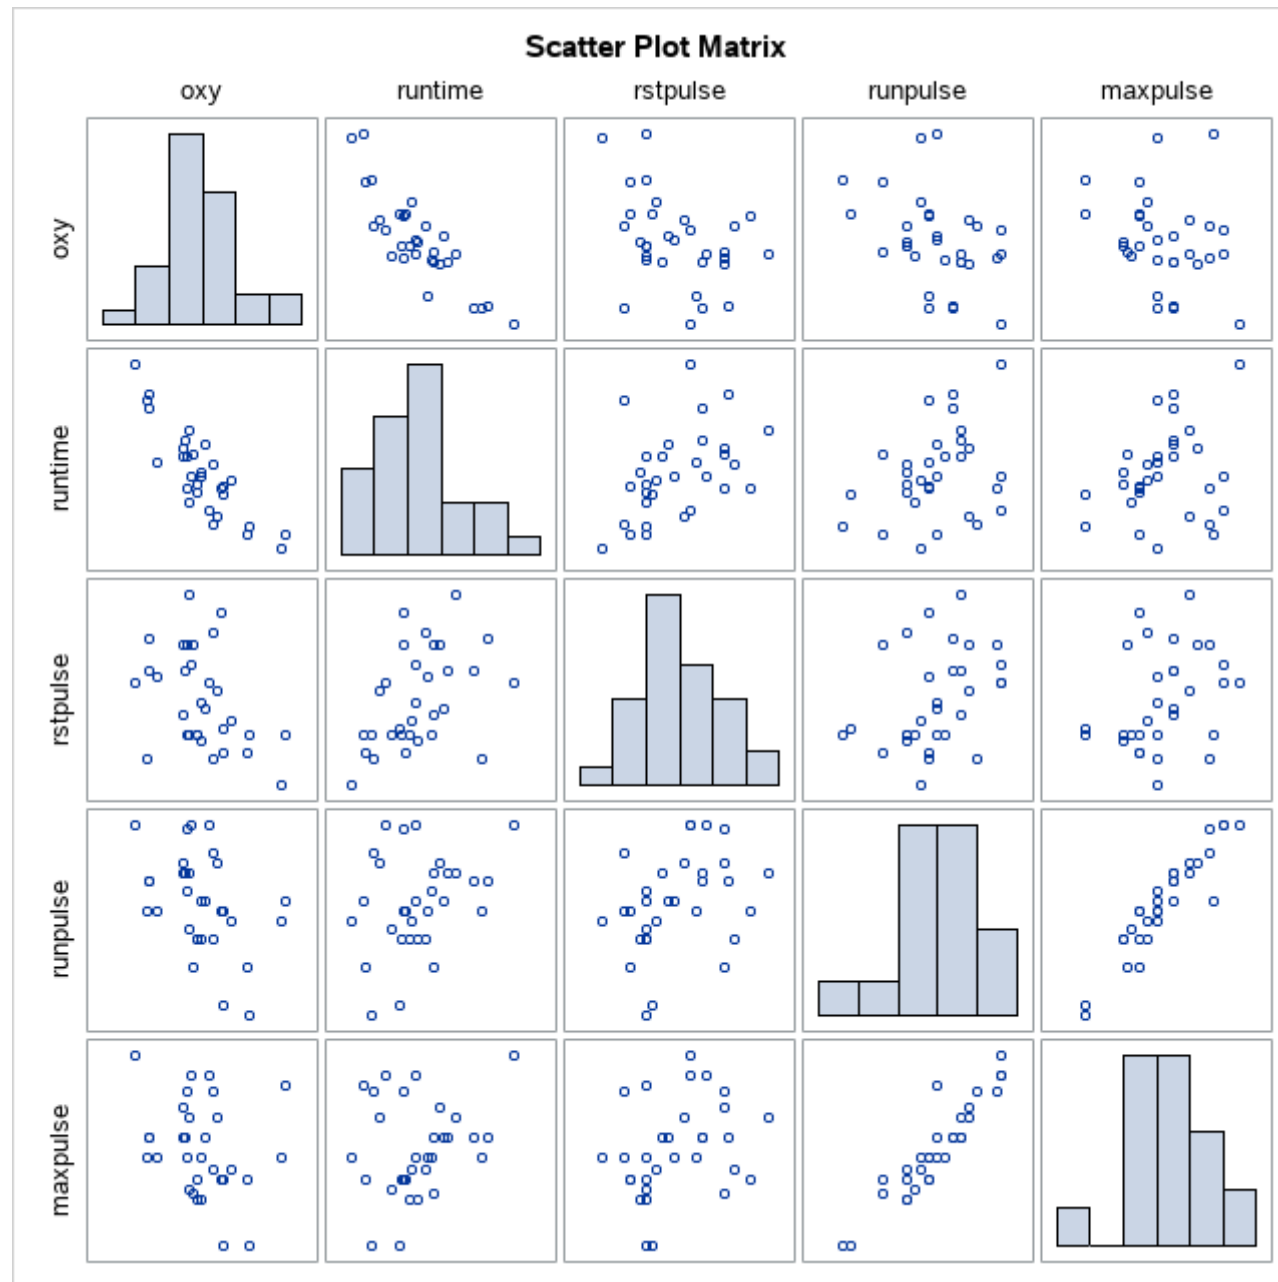 Scatter Plot Matrix
oxy runtime rstpulse runpulse maxpulse
oxy
runtime
rstpulse
runpulse
maxpulse